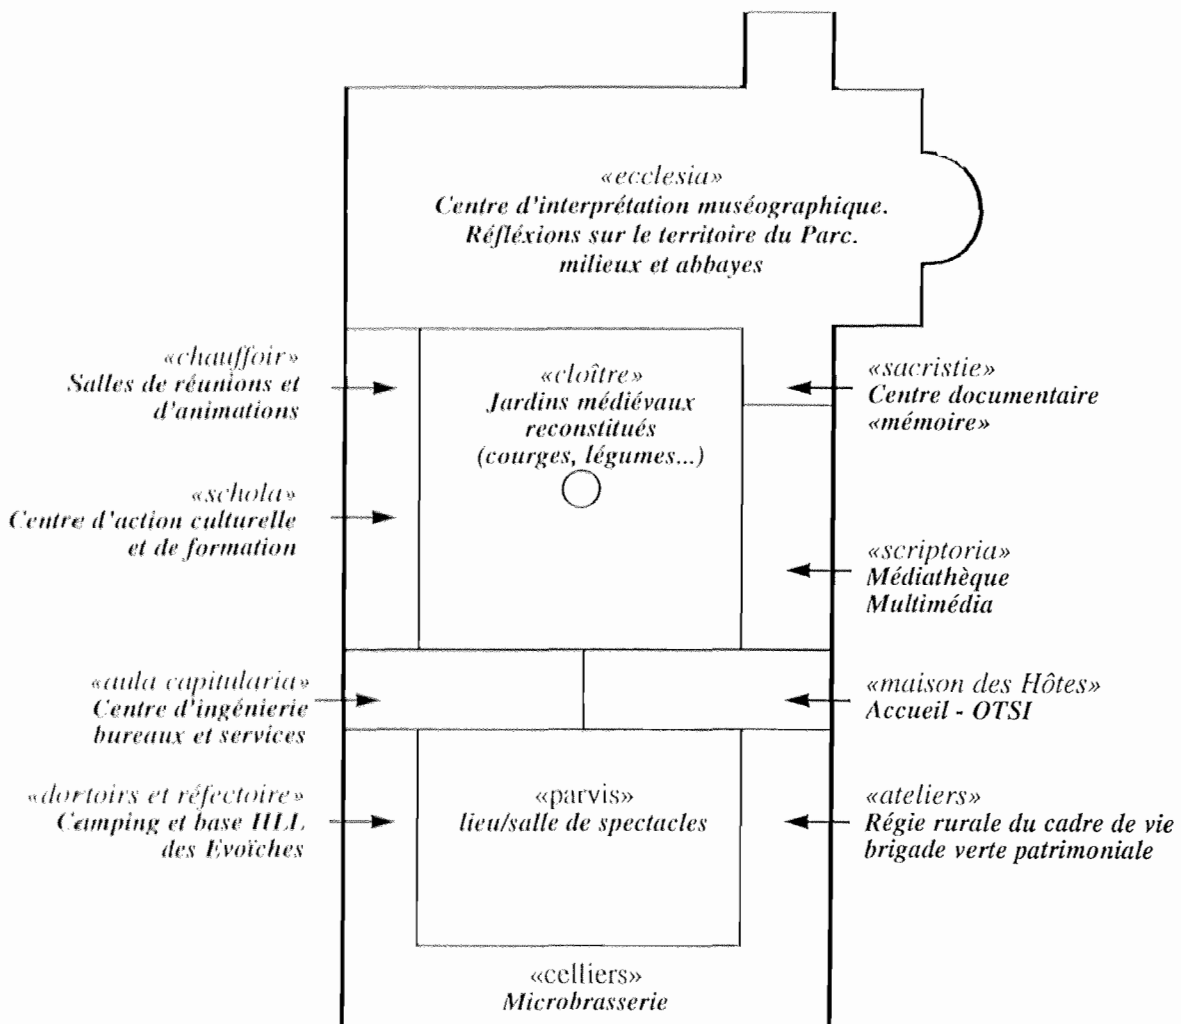 «ecclesia»
Centre d'interprétation muséographique.
Réfléxions sur le territoire du Parc.
milieux et abbayes
«chauffoir»
Salles de réunions et
d'animations
«cloître»
Jardins médiévaux
reconstitués
(courges, légumes...)
«sacristie»
Centre documentaire
«mémoire»
«schola»
Centre d'action culturelle
et de formation
«scriptoria»
Médiathèque
Multimédia
«aula capitularia»
Centre d'ingénierie
bureaux et services
«maison des Hôtes»
Accueil - OTSI
«dortoirs et réfectoire»
Camping et base HLL
des Evoïches
«parvis»
lieu/salle de spectacles
«ateliers»
Régie rurale du cadre de vie
brigade verte patrimoniale
«celliers»
Microbrasserie